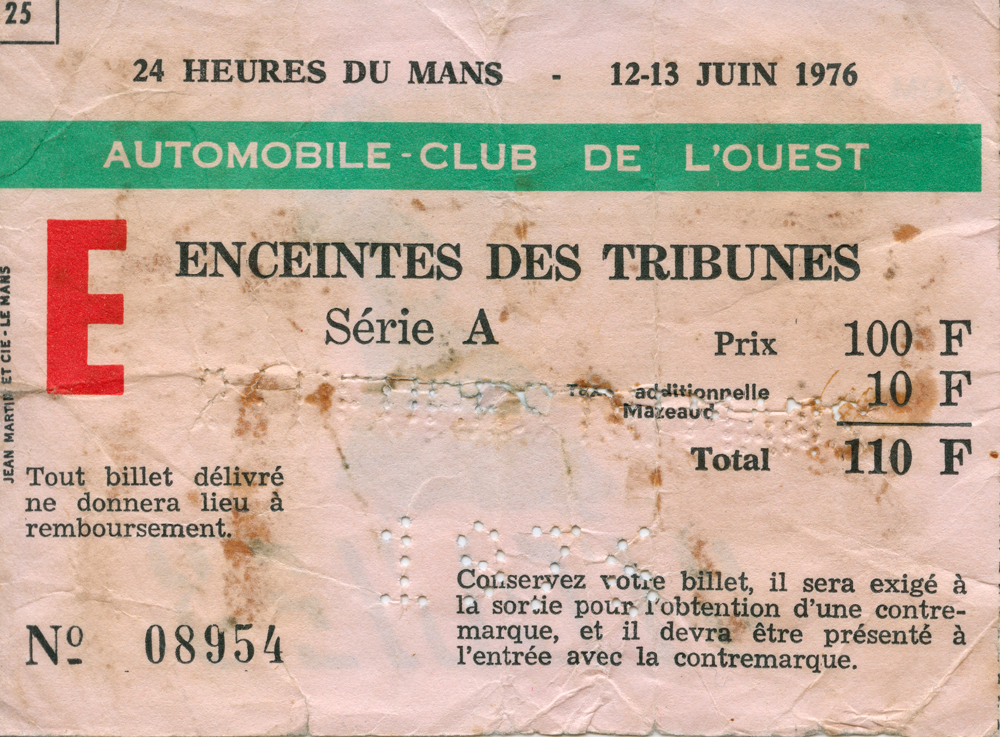 25
24 HEURES DU MANS - 12-13 JUIN 1976
AUTOMOBILE-CLUB DE L'OUEST
E
ENCEINTES DES TRIBUNES
Série A
Prix 100 F
Taxe additionnelle 10 F
Mazeaud
Total 110 F
JEAN MARTIN ET CIE - LE MANS
Tout billet délivré
ne donnera lieu à
remboursement.
Nº 08954
Conservez votre billet, il sera exigé à
la sortie pour l'obtention d'une contre-
marque, et il devra être présenté à
l'entrée avec la contremarque.